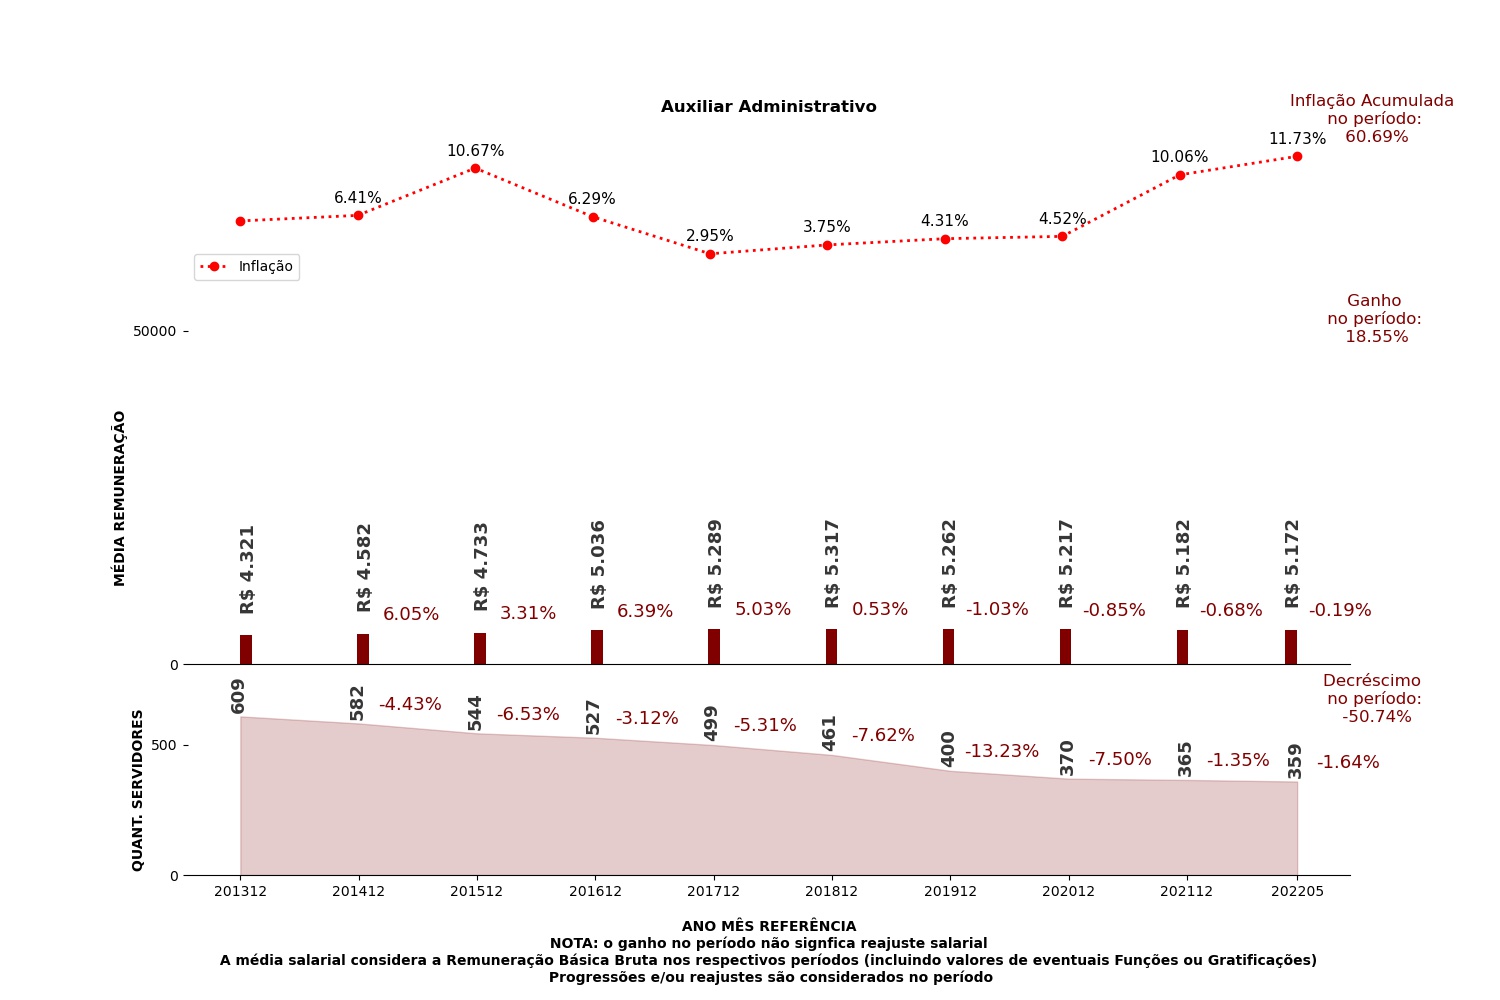 Auxiliar Administrativo
Inflação Acumulada
no período:
60.69%
6.41%
10.67%
6.29%
2.95%
3.75%
4.31%
4.52%
10.06%
11.73%
Inflação
Ganho
no período:
18.55%
50000
0
MÉDIA REMUNERAÇÃO
R$ 4.321
R$ 4.582
R$ 4.733
R$ 5.036
R$ 5.289
R$ 5.317
R$ 5.262
R$ 5.217
R$ 5.182
R$ 5.172
6.05%
3.31%
6.39%
5.03%
0.53%
-1.03%
-0.85%
-0.68%
-0.19%
Decréscimo
no período:
-50.74%
500
0
QUANT. SERVIDORES
609
582
544
527
499
461
400
370
365
359
-4.43%
-6.53%
-3.12%
-5.31%
-7.62%
-13.23%
-7.50%
-1.35%
-1.64%
201312
201412
201512
201612
201712
201812
201912
202012
202112
202205
ANO MÊS REFERÊNCIA
NOTA: o ganho no período não signfica reajuste salarial
A média salarial considera a Remuneração Básica Bruta nos respectivos períodos (incluindo valores de eventuais Funções ou Gratificações)
Progressões e/ou reajustes são considerados no período